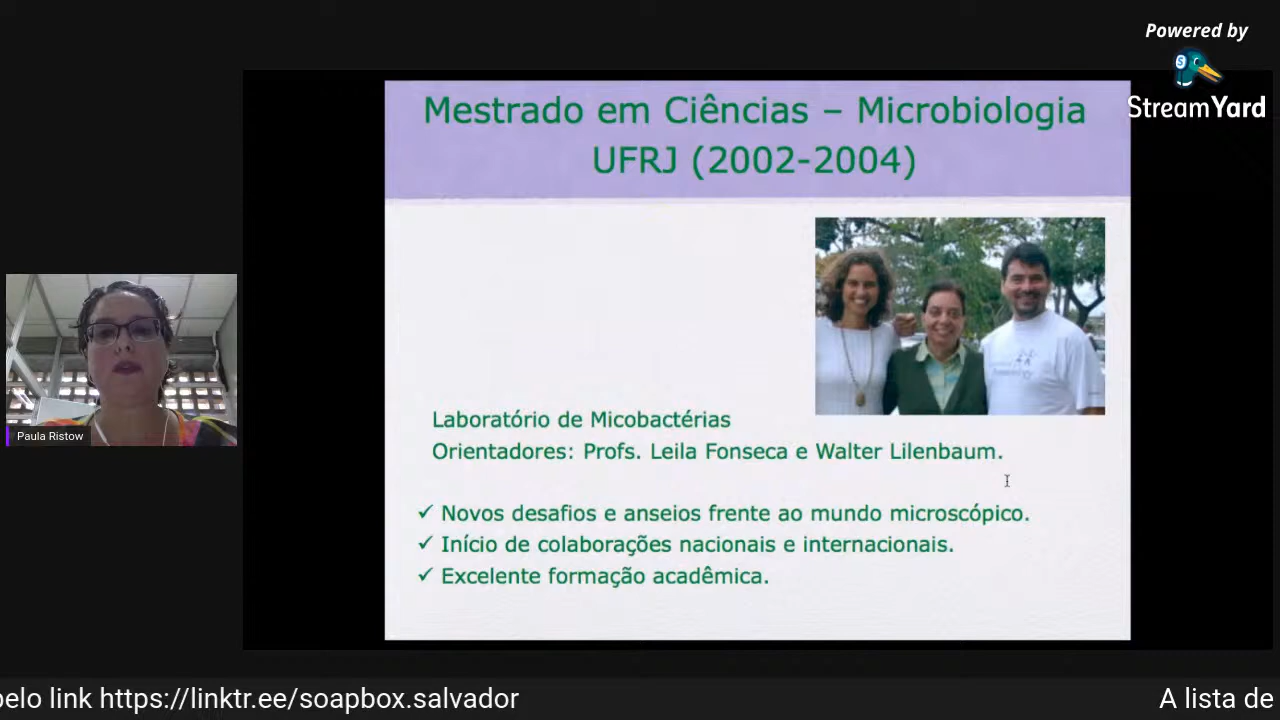 Powered by
StreamYard
Mestrado em Ciências – Microbiologia
UFRJ (2002-2004)
Paula Ristow
Laboratório de Micobactérias
Orientadores: Profs. Leila Fonseca e Walter Lilenbaum.
✓ Novos desafios e anseios frente ao mundo microscópico.
✓ Início de colaborações nacionais e internacionais.
✓ Excelente formação acadêmica.
pelo link https://linktr.ee/soapbox.salvador
A lista de